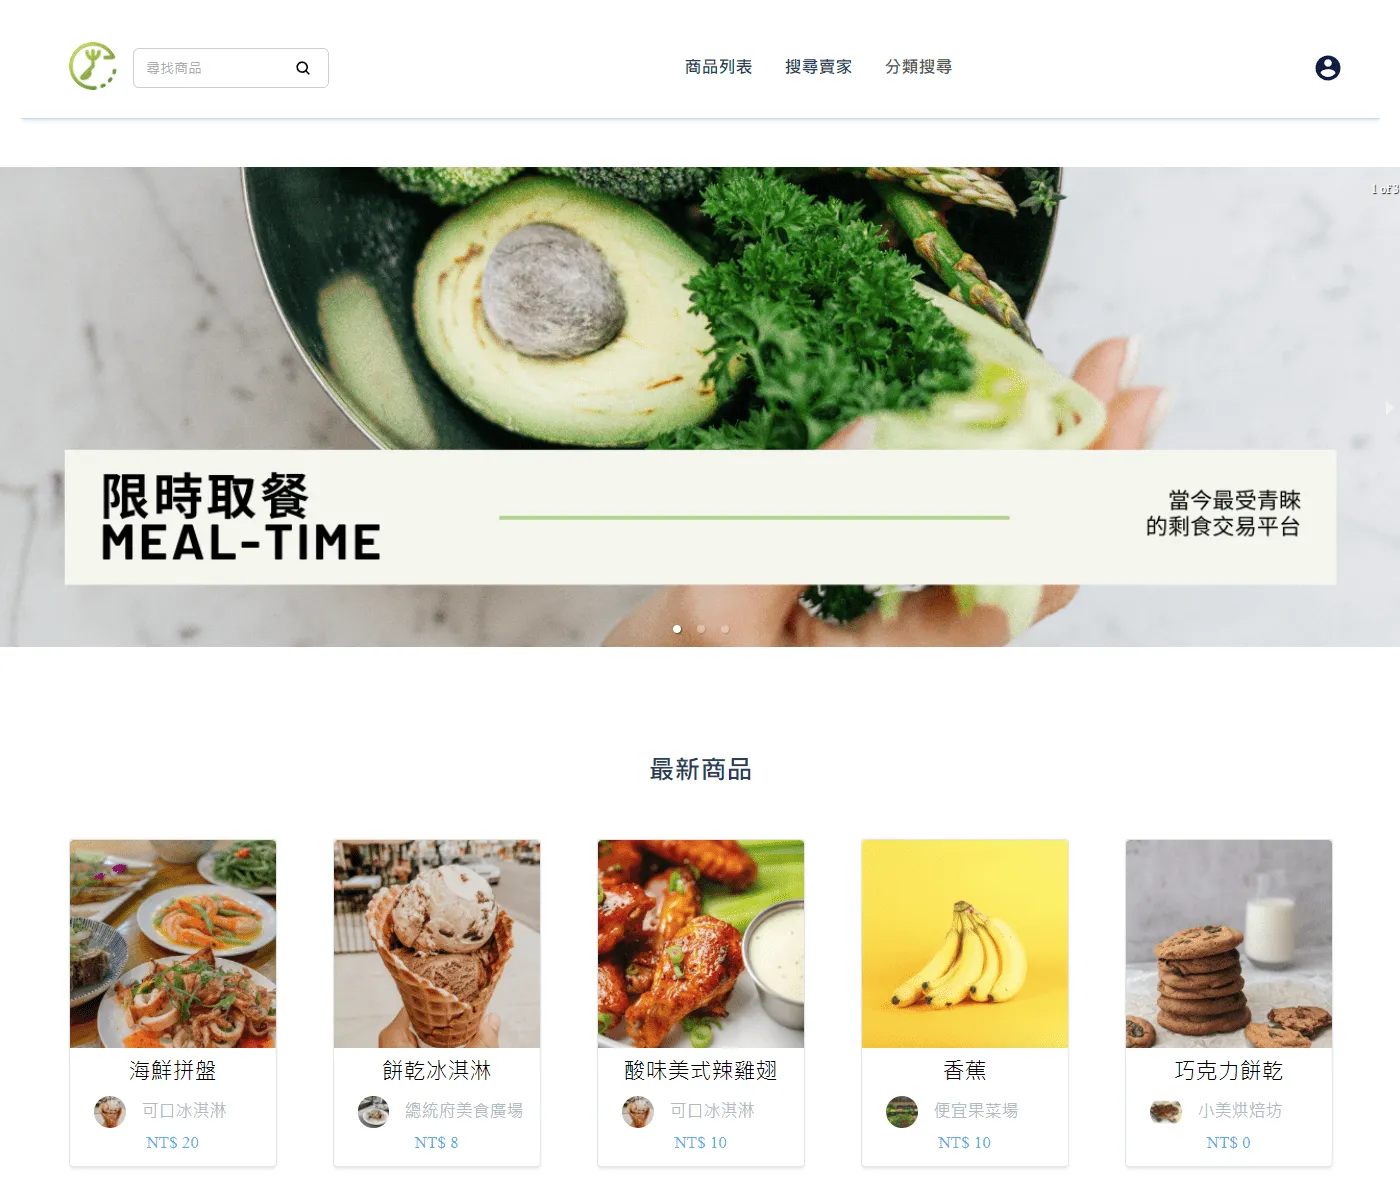 尋找商品
商品列表 搜尋賣家 分類搜尋
1 of 3
限時取餐
MEAL-TIME
當今最受青睞
的剩食交易平台
最新商品
海鮮拼盤
可口冰淇淋
NT$ 20
餅乾冰淇淋
總統府美食廣場
NT$ 8
酸味美式辣雞翅
可口冰淇淋
NT$ 10
香蕉
便宜果菜場
NT$ 10
巧克力餅乾
小美烘焙坊
NT$ 0